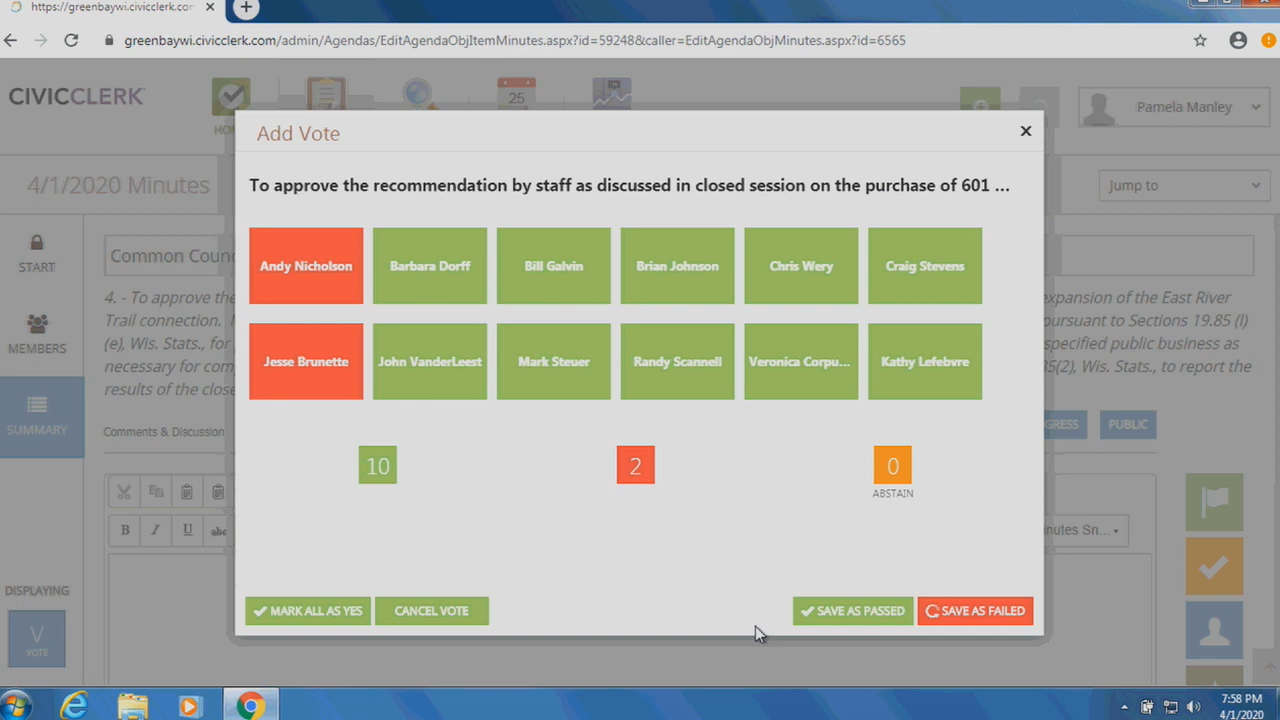 https://greenbaywi.civicclerk.com
greenbaywi.civicclerk.com/admin/Agendas/EditAgendaObjItemMinutes.aspx?id=59248&caller=EditAgendaObjMinutes.aspx?id=6565
CIVICCLERK
25
Pamela Manley
Add Vote
4/1/2020 Minutes
Jump to
To approve the recommendation by staff as discussed in closed session on the purchase of 601 ...
START
MEMBERS
SUMMARY
DISPLAYING
V
VOTE
Andy Nicholson
Barbara Dorff
Bill Galvin
Brian Johnson
Chris Wery
Craig Stevens
Jesse Brunette
John VanderLeest
Mark Steuer
Randy Scannell
Veronica Corpu...
Kathy Lefebvre
Common Coun
4. - To approve the
expansion of the East River
Trail connection.
pursuant to Sections 19.85 (l)
(e), Wis. Stats., for
specified public business as
necessary for com
85(2), Wis. Stats., to report the
results of the close
Comments & Discussion
GRESS
PUBLIC
10
2
0
ABSTAIN
B I U abc
inutes Sn...
MARK ALL AS YES
CANCEL VOTE
SAVE AS PASSED
SAVE AS FAILED
7:58 PM
4/1/2020